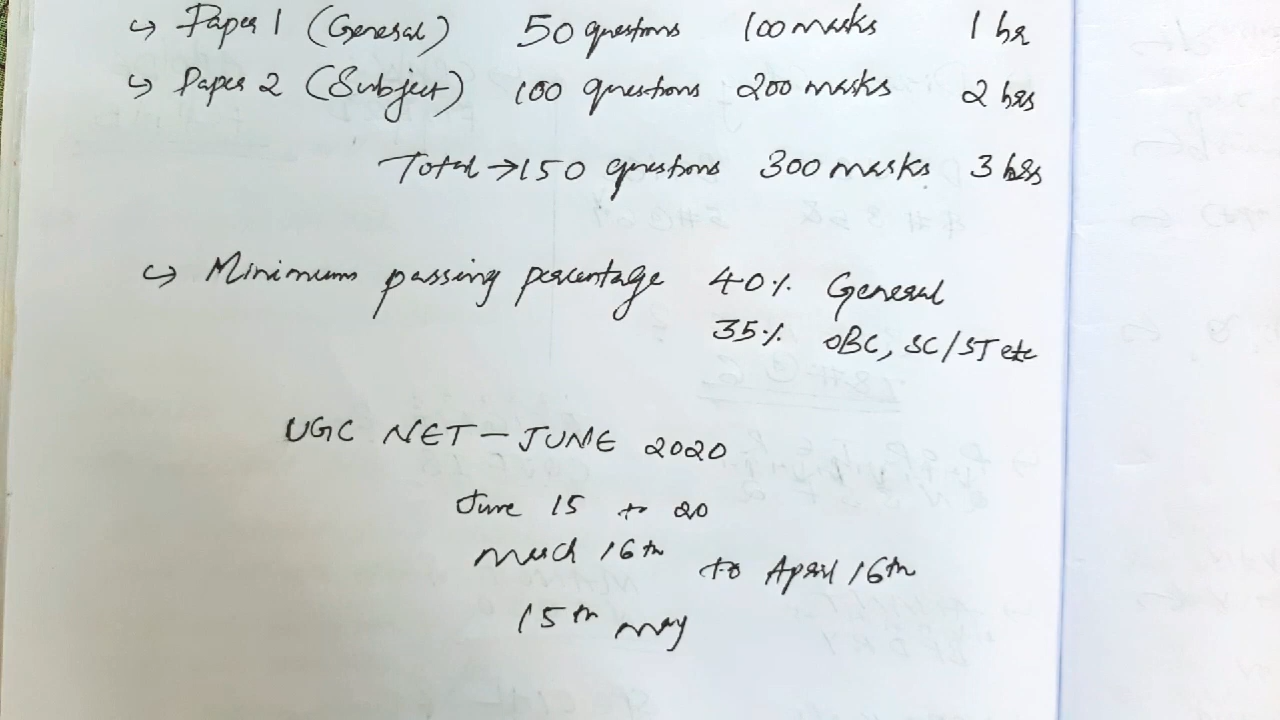 ↪ Paper 1 (General) 50 questions 100 marks 1 hr
↪ Paper 2 (Subject) 100 questions 200 marks 2 hrs
Total → 150 questions 300 marks 3 hrs
↪ Minimum passing percentage 40% General
35% OBC, SC/ST etc
UGC NET - JUNE 2020
June 15 to 20
March 16th to April 16th
15th may